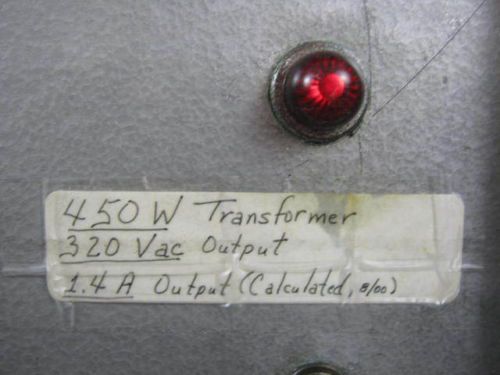 450 W Transformer
320 Vac Output
1.4 A Output (Calculated, 8/00)